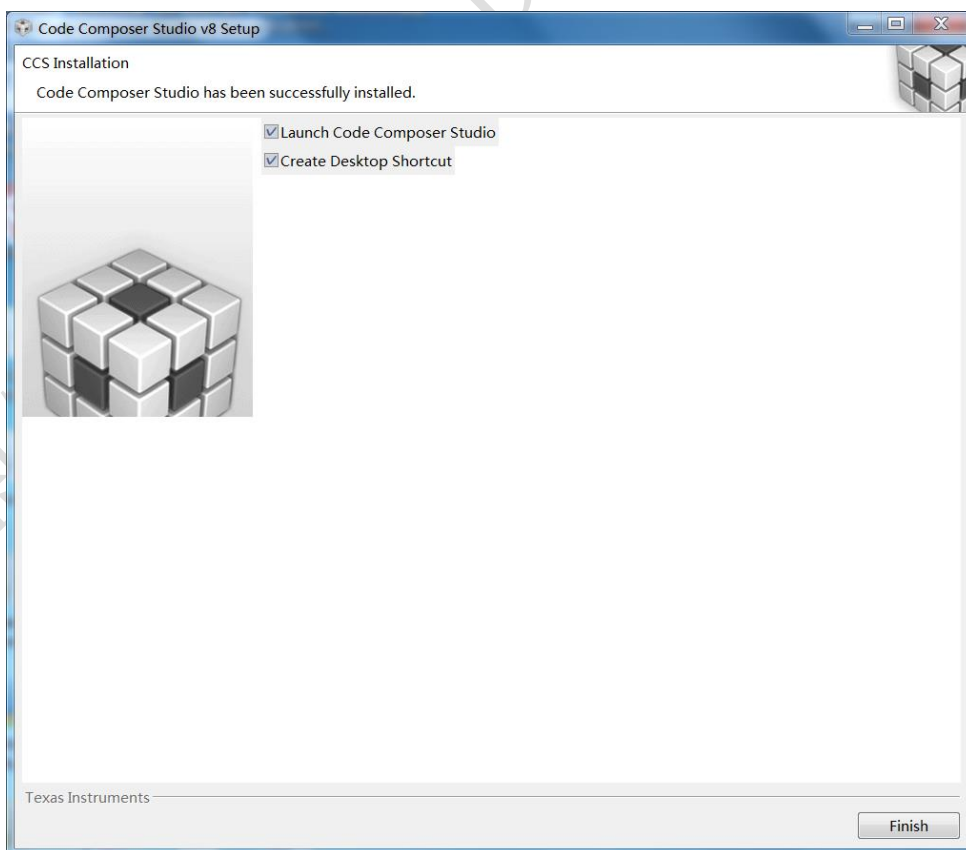 Code Composer Studio v8 Setup
CCS Installation
Code Composer Studio has been successfully installed.
Launch Code Composer Studio
Create Desktop Shortcut
Texas Instruments
Finish